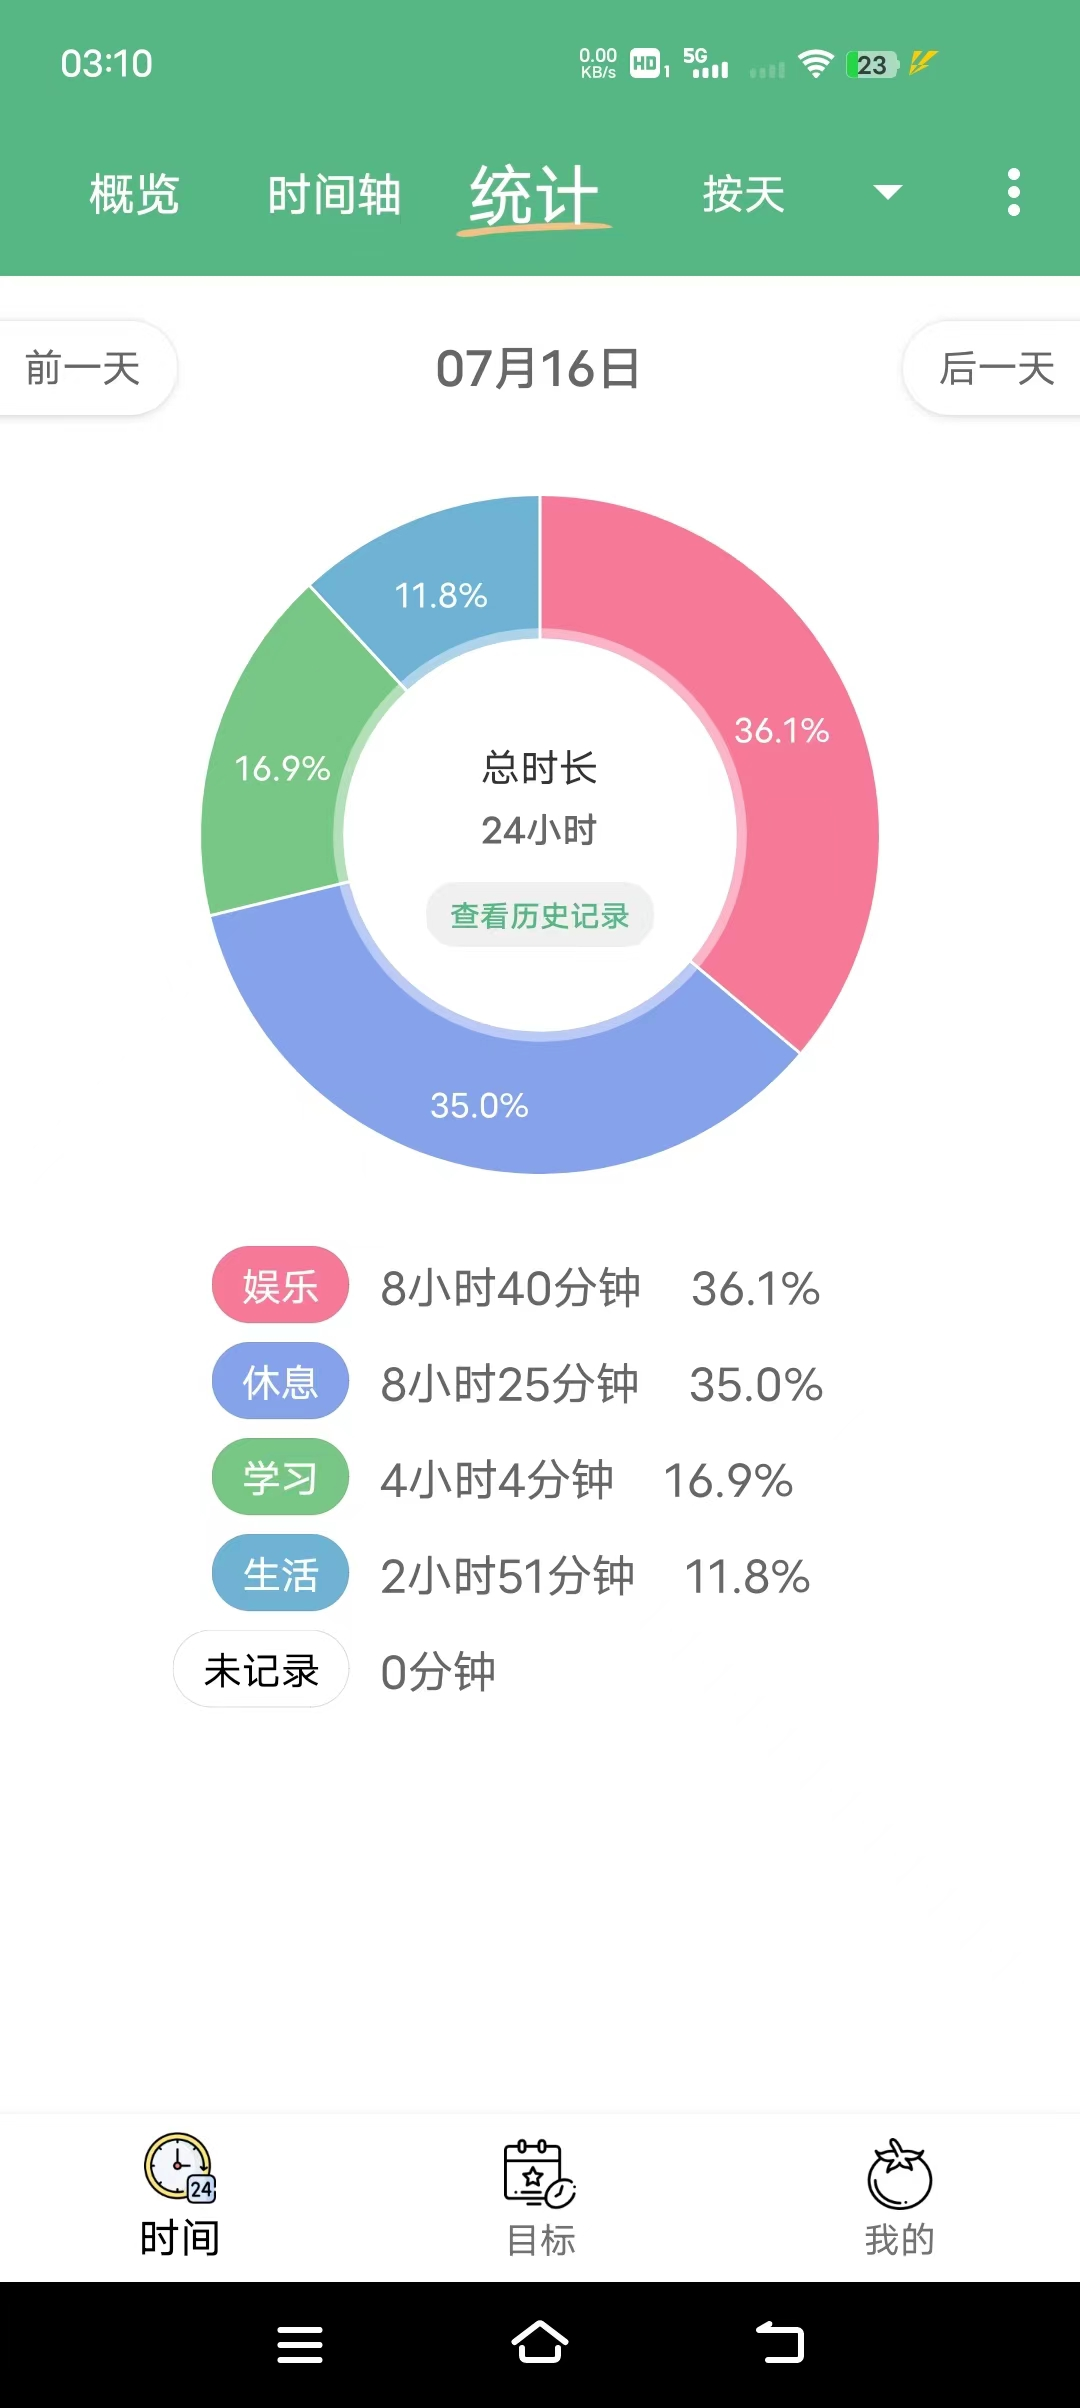 03:10 0.00 KB/s HD 1 5G 23
概览 时间轴 统计 按天
前一天 07月16日 后一天
11.8%
36.1%
16.9%
总时长
24小时
查看历史记录
35.0%
娱乐 8小时40分钟 36.1%
休息 8小时25分钟 35.0%
学习 4小时4分钟 16.9%
生活 2小时51分钟 11.8%
未记录 0分钟
24
时间 目标 我的